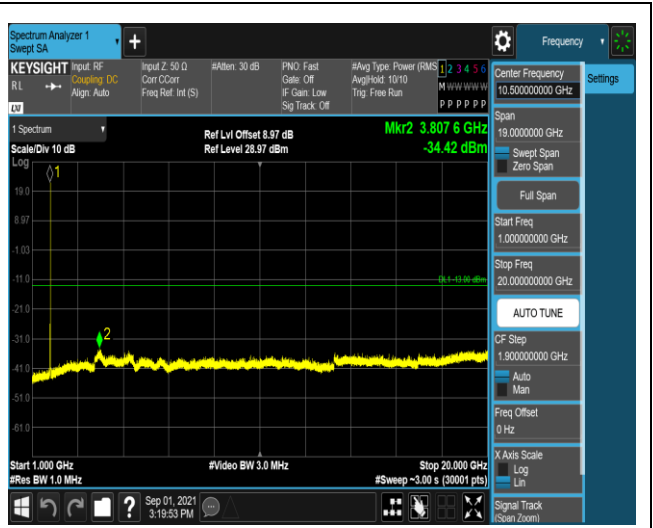 Spectrum Analyzer 1
Swept SA
+
Frequency
KEYSIGHT Input: RF
RL Coupling: DC
Align: Auto
LXI
Input Z: 50 Ω
Corr CCorr
Freq Ref: Int (S)
#Atten: 30 dB
PNO: Fast
Gate: Off
IF Gain: Low
Sig Track: Off
#Avg Type: Power (RMS
Avg|Hold: 10/10
Trig: Free Run
1 2 3 4 5 6
M W W W W W
P P P P P P
1 Spectrum
Scale/Div 10 dB
Ref Lvl Offset 8.97 dB
Ref Level 28.97 dBm
Mkr2 3.807 6 GHz
-34.42 dBm
Log
1
19.0
8.97
-1.03
-11.0
DL1 -13.00 dBm
-21.0
-31.0
2
-41.0
-51.0
-61.0
Start 1.000 GHz
#Res BW 1.0 MHz
#Video BW 3.0 MHz
Stop 20.000 GHz
#Sweep ~3.00 s (30001 pts)
?
Sep 01, 2021
3:19:53 PM
Center Frequency
10.500000000 GHz
Settings
Span
19.0000000 GHz
Swept Span
Zero Span
Full Span
Start Freq
1.000000000 GHz
Stop Freq
20.000000000 GHz
AUTO TUNE
CF Step
1.900000000 GHz
Auto
Man
Freq Offset
0 Hz
X Axis Scale
Log
Lin
Signal Track
(Span Zoom)